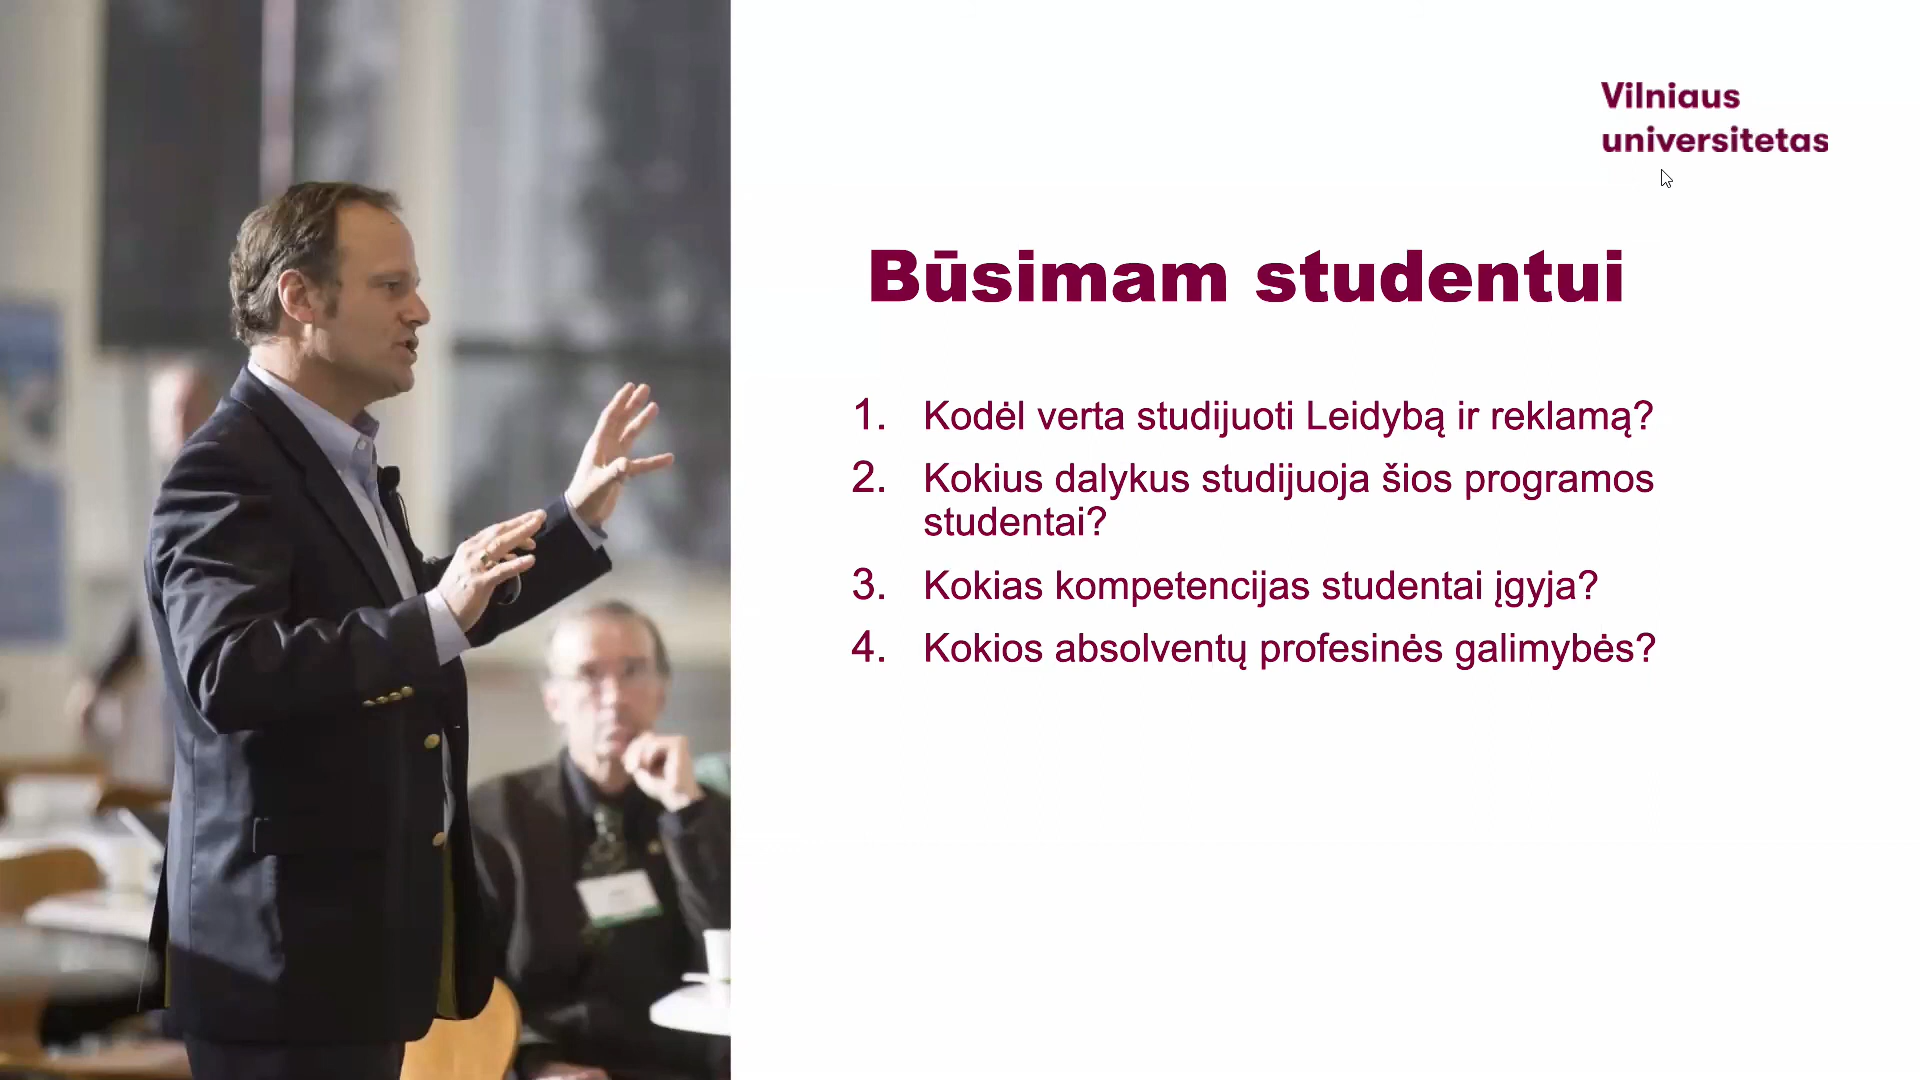 Vilniaus
universitetas
Būsimam studentui
1. Kodėl verta studijuoti Leidybą ir reklamą?
2. Kokius dalykus studijuoja šios programos
studentai?
3. Kokias kompetencijas studentai įgyja?
4. Kokios absolventų profesinės galimybės?